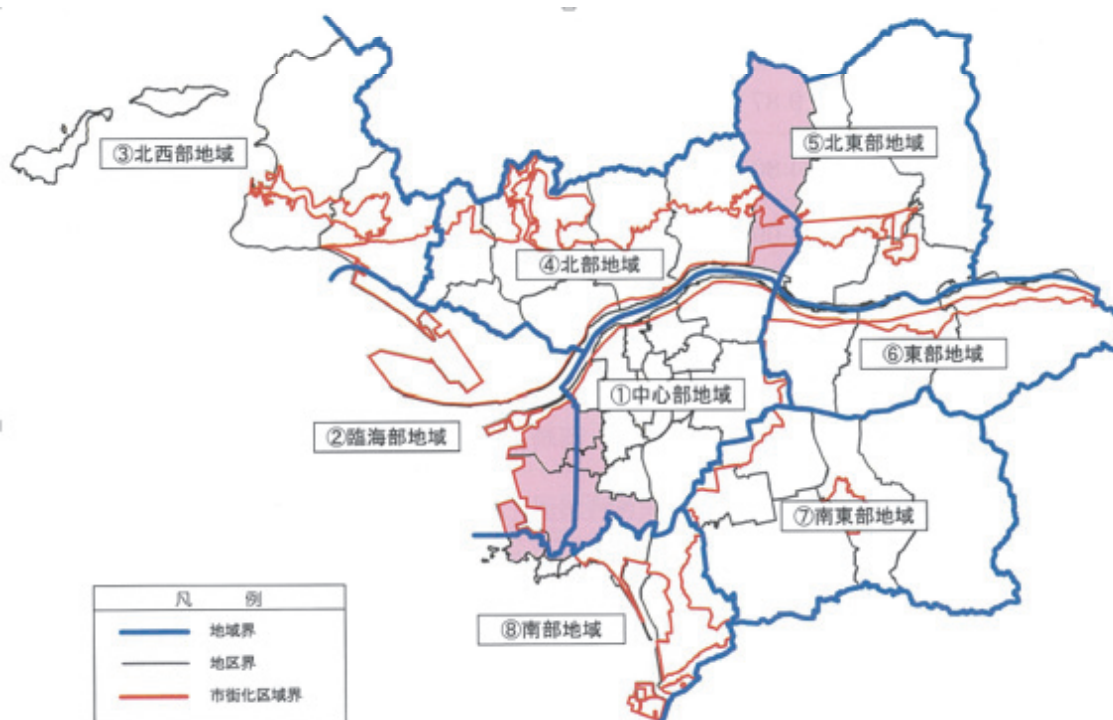 ③北西部地域
⑤北東部地域
④北部地域
⑥東部地域
①中心部地域
②臨海部地域
⑦南東部地域
⑧南部地域
凡 例
地域界
地区界
市街化区域界